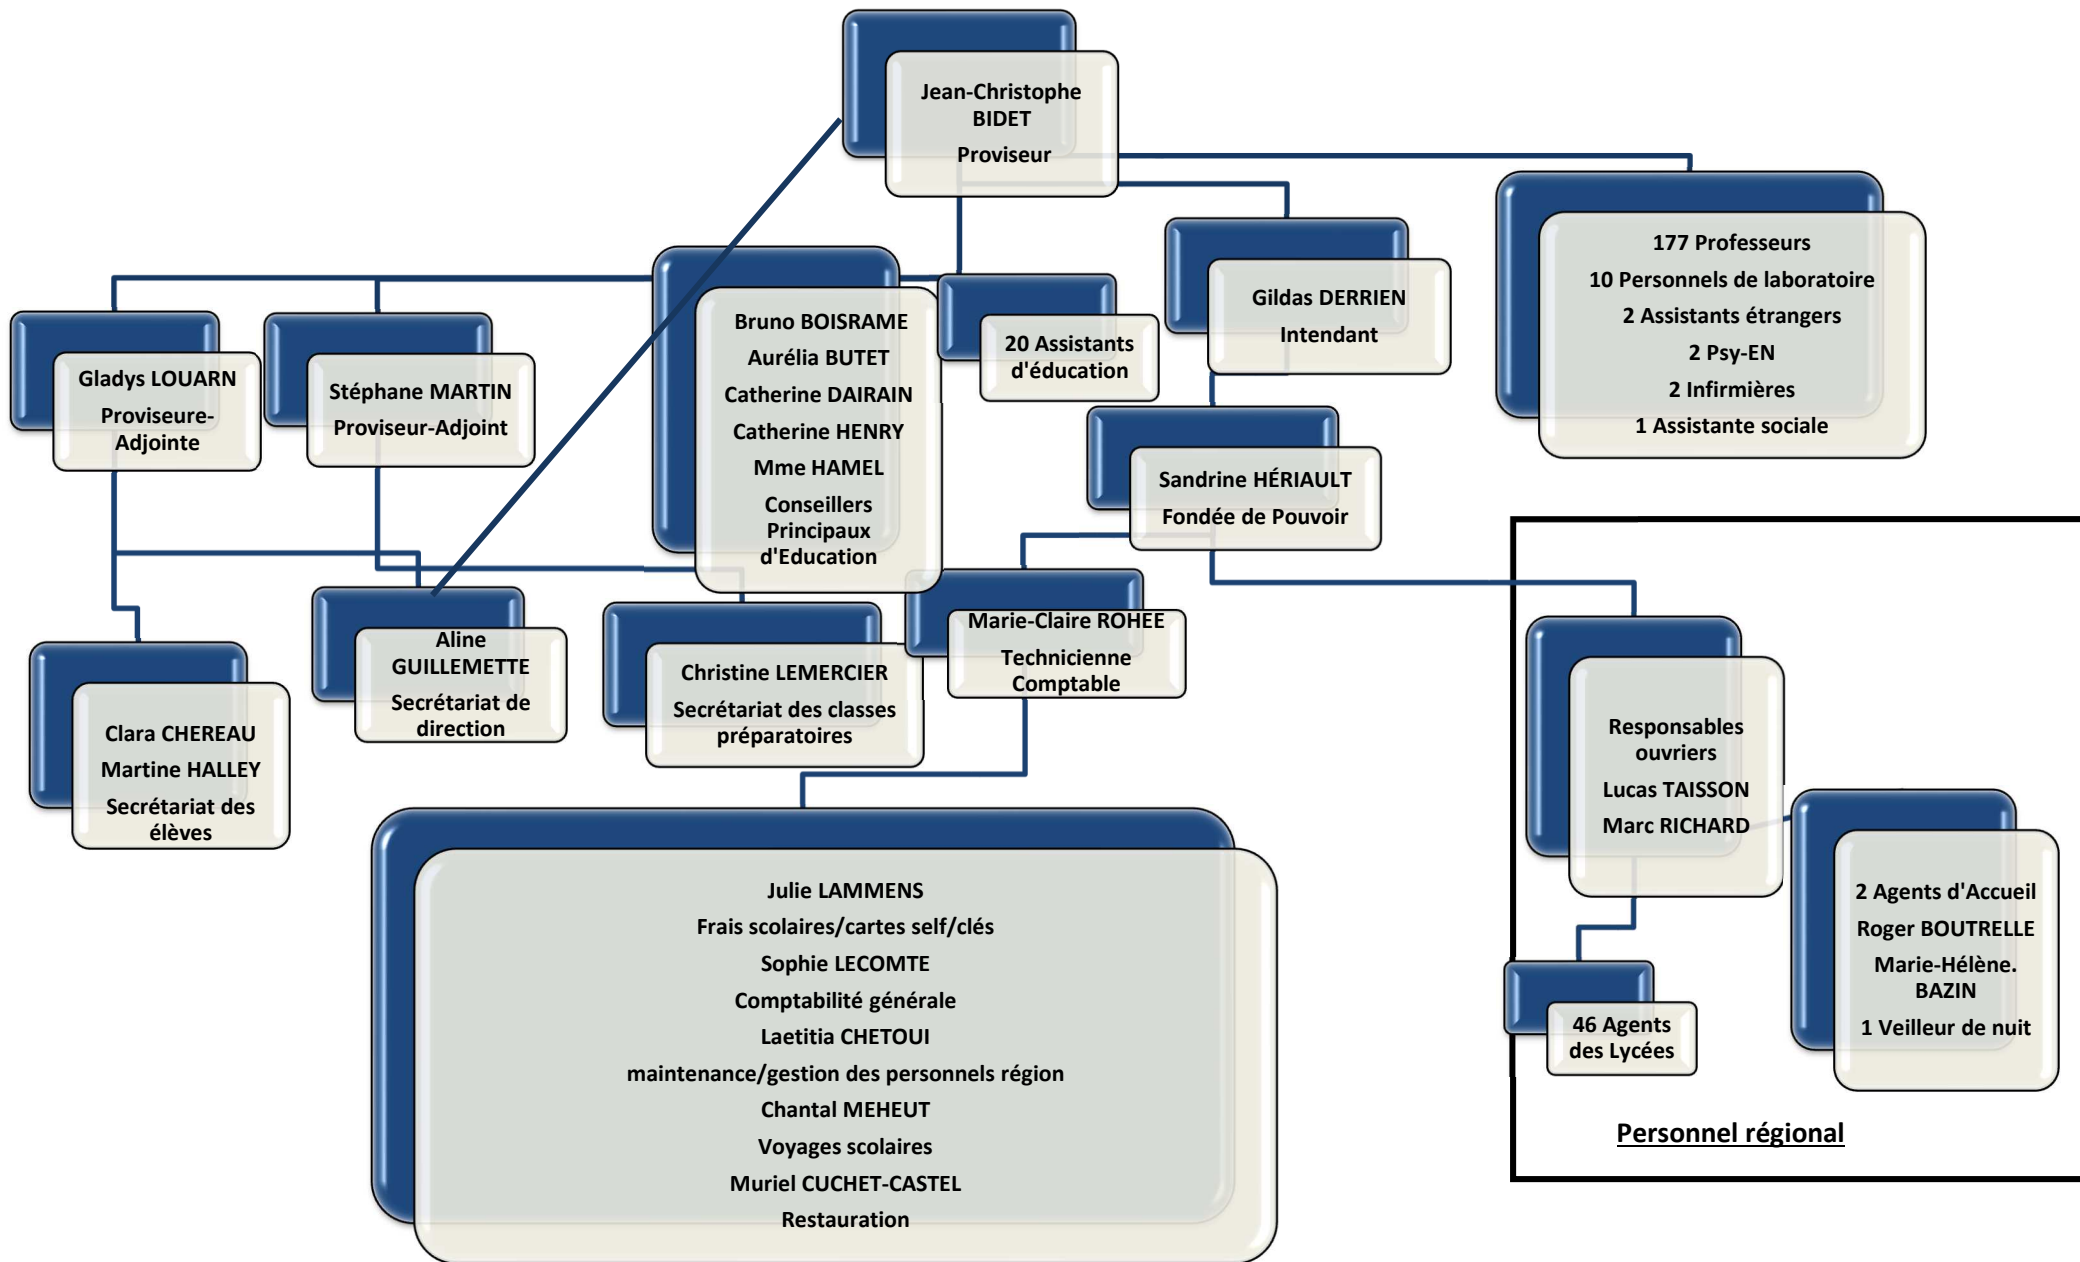 Jean-Christophe
BIDET
Proviseur
177 Professeurs
10 Personnels de laboratoire
2 Assistants étrangers
2 Psy-EN
2 Infirmières
1 Assistante sociale
Gildas DERRIEN
Intendant
20 Assistants
d'éducation
Bruno BOISRAME
Aurélia BUTET
Catherine DAIRAIN
Catherine HENRY
Mme HAMEL
Conseillers
Principaux
d'Education
Gladys LOUARN
Proviseure-
Adjointe
Stéphane MARTIN
Proviseur-Adjoint
Sandrine HÉRIAULT
Fondée de Pouvoir
Clara CHEREAU
Martine HALLEY
Secrétariat des
élèves
Aline
GUILLEMETTE
Secrétariat de
direction
Christine LEMERCIER
Secrétariat des classes
préparatoires
Marie-Claire ROHEE
Technicienne
Comptable
Responsables
ouvriers
Lucas TAISSON
Marc RICHARD
2 Agents d'Accueil
Roger BOUTRELLE
Marie-Hélène.
BAZIN
1 Veilleur de nuit
46 Agents
des Lycées
Personnel régional
Julie LAMMENS
Frais scolaires/cartes self/clés
Sophie LECOMTE
Comptabilité générale
Laetitia CHETOUI
maintenance/gestion des personnels région
Chantal MEHEUT
Voyages scolaires
Muriel CUCHET-CASTEL
Restauration